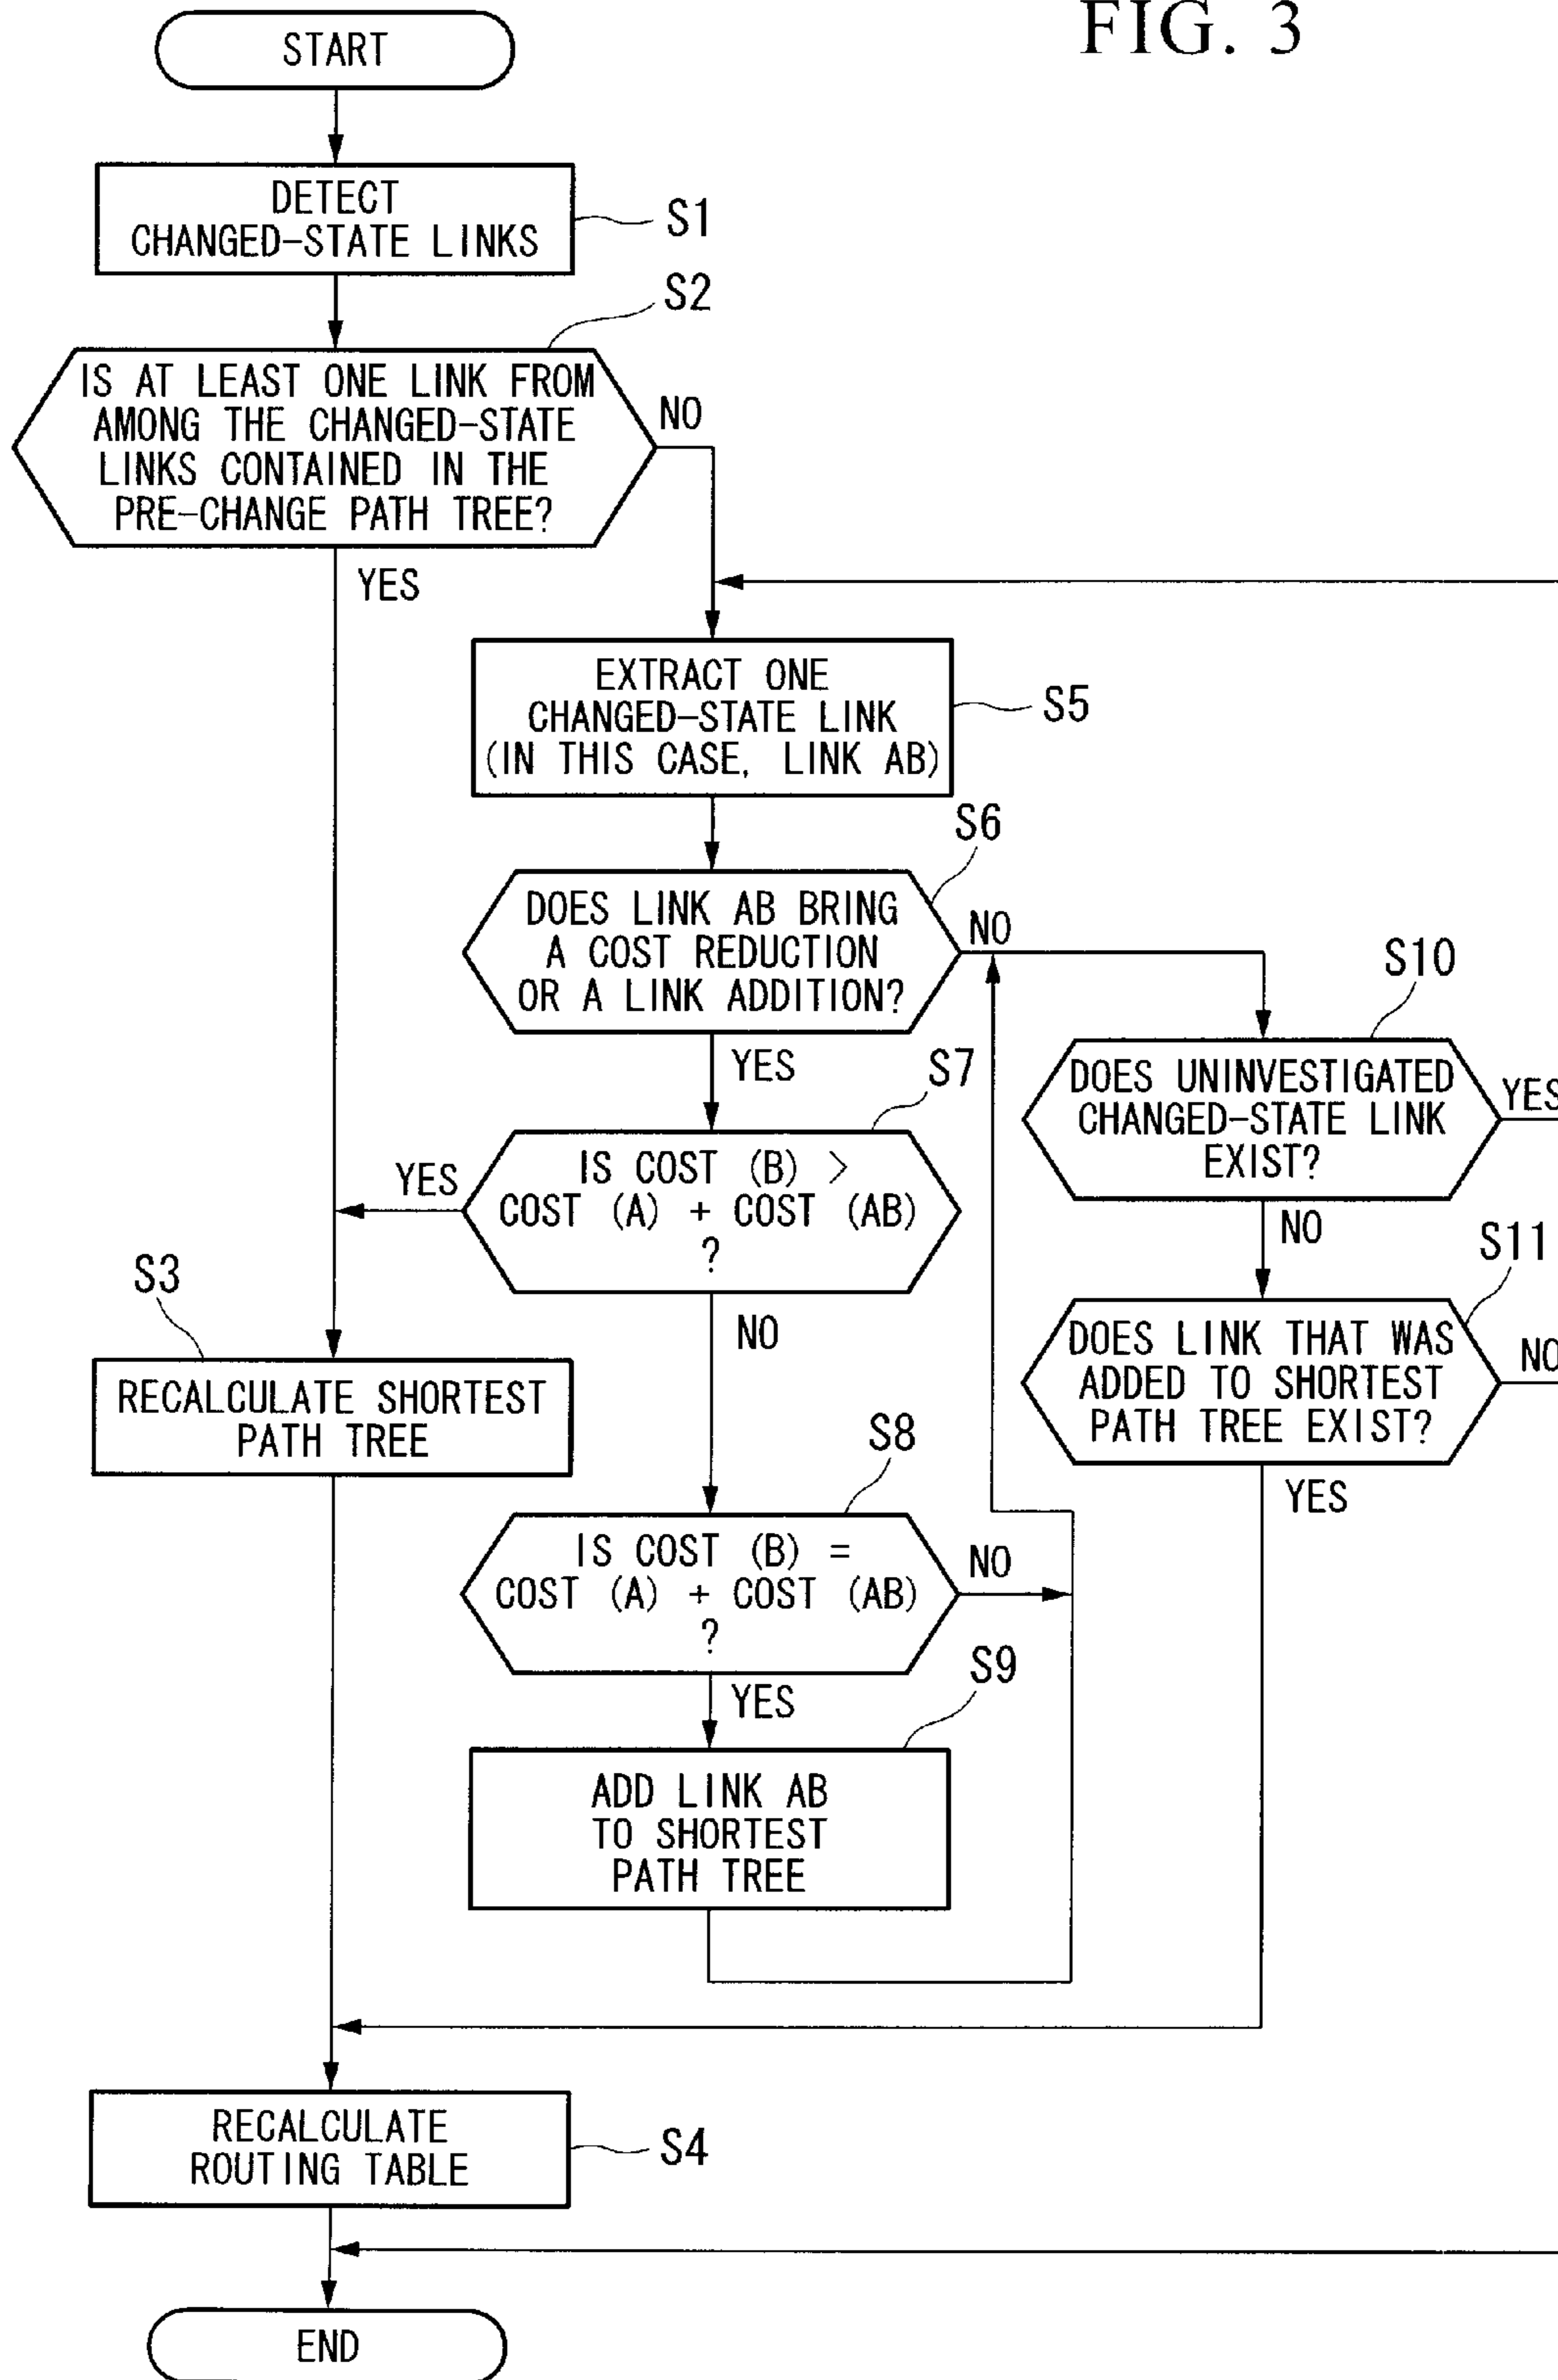 FIG. 3
START
DETECT
CHANGED-STATE LINKS
S1
S2
IS AT LEAST ONE LINK FROM
AMONG THE CHANGED-STATE
LINKS CONTAINED IN THE
PRE-CHANGE PATH TREE?
NO
YES
EXTRACT ONE
CHANGED-STATE LINK
(IN THIS CASE, LINK AB)
S5
S6
DOES LINK AB BRING
A COST REDUCTION
OR A LINK ADDITION?
NO
YES
S10
DOES UNINVESTIGATED
CHANGED-STATE LINK
EXIST?
YES
NO
S7
IS COST (B) >
COST (A) + COST (AB)
?
YES
NO
S11
DOES LINK THAT WAS
ADDED TO SHORTEST
PATH TREE EXIST?
NO
YES
S3
RECALCULATE SHORTEST
PATH TREE
S8
IS COST (B) =
COST (A) + COST (AB)
?
NO
YES
S9
ADD LINK AB
TO SHORTEST
PATH TREE
RECALCULATE
ROUTING TABLE
S4
END